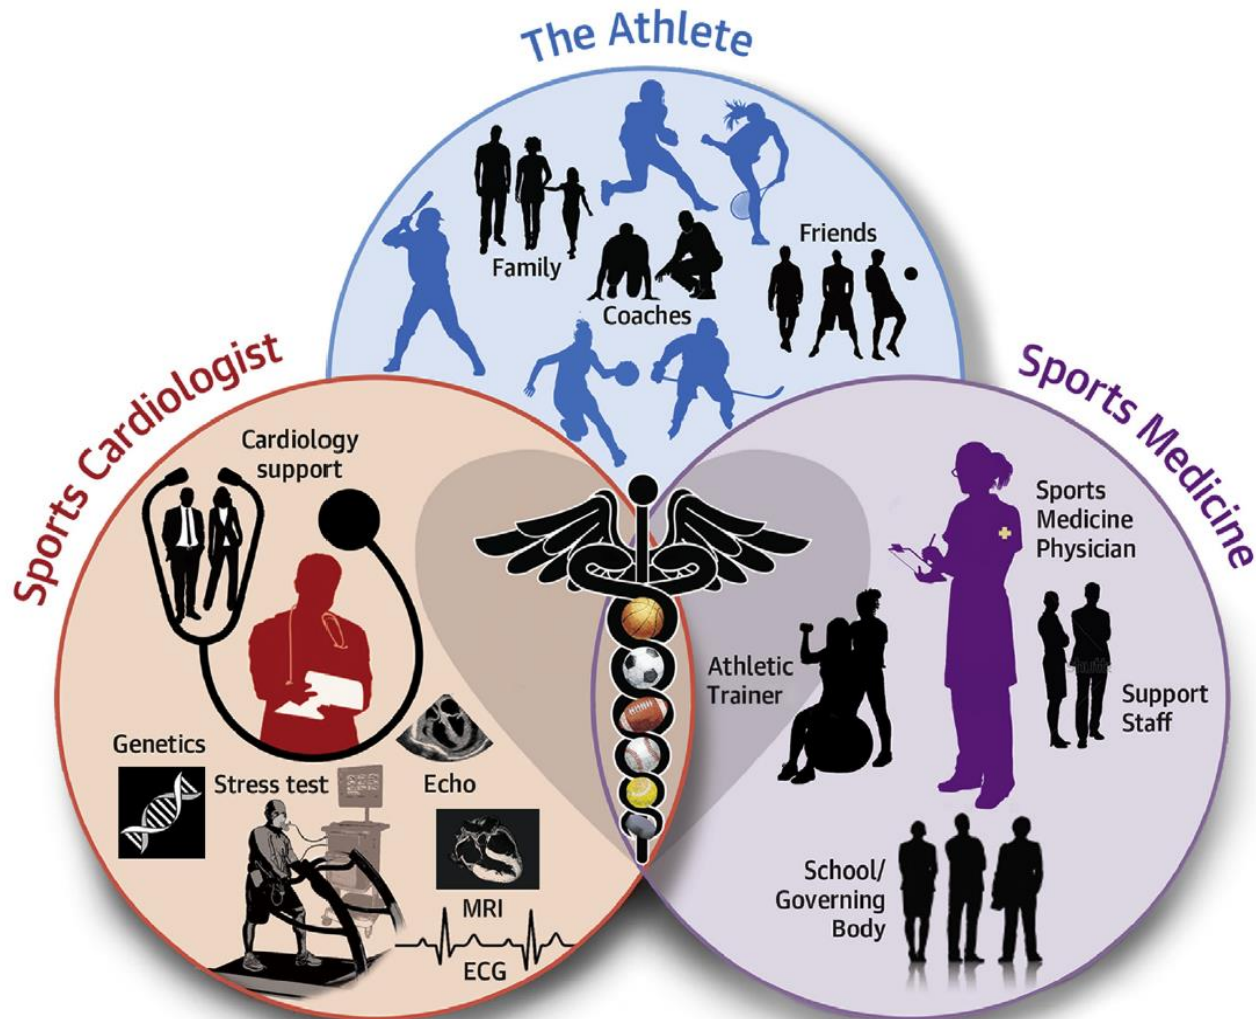 The Athlete
Family
Coaches
Friends
Sports Cardiologist
Cardiology
support
Genetics
Stress test
Echo
MRI
ECG
Sports Medicine
Sports
Medicine
Physician
Athletic
Trainer
Support
Staff
School/
Governing
Body